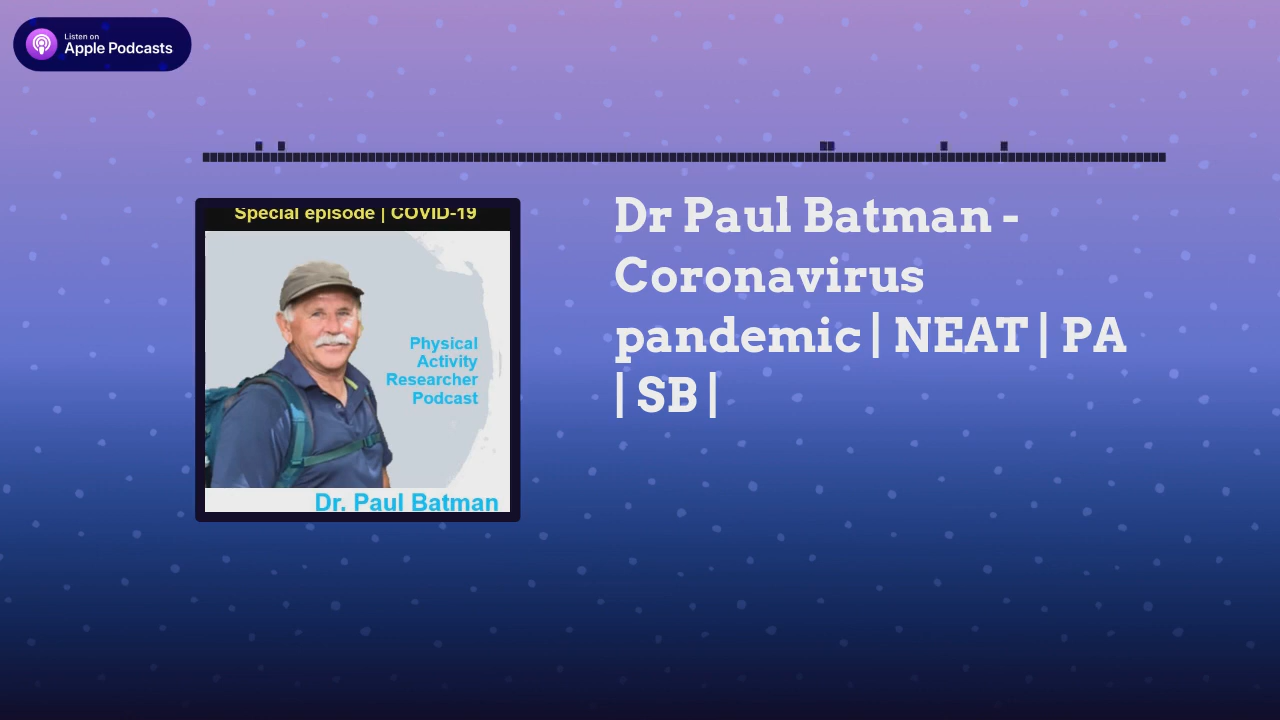 Listen on
Apple Podcasts
Special episode | COVID-19
Physical
Activity
Researcher
Podcast
Dr. Paul Batman
Dr Paul Batman -
Coronavirus
pandemic | NEAT | PA
| SB |